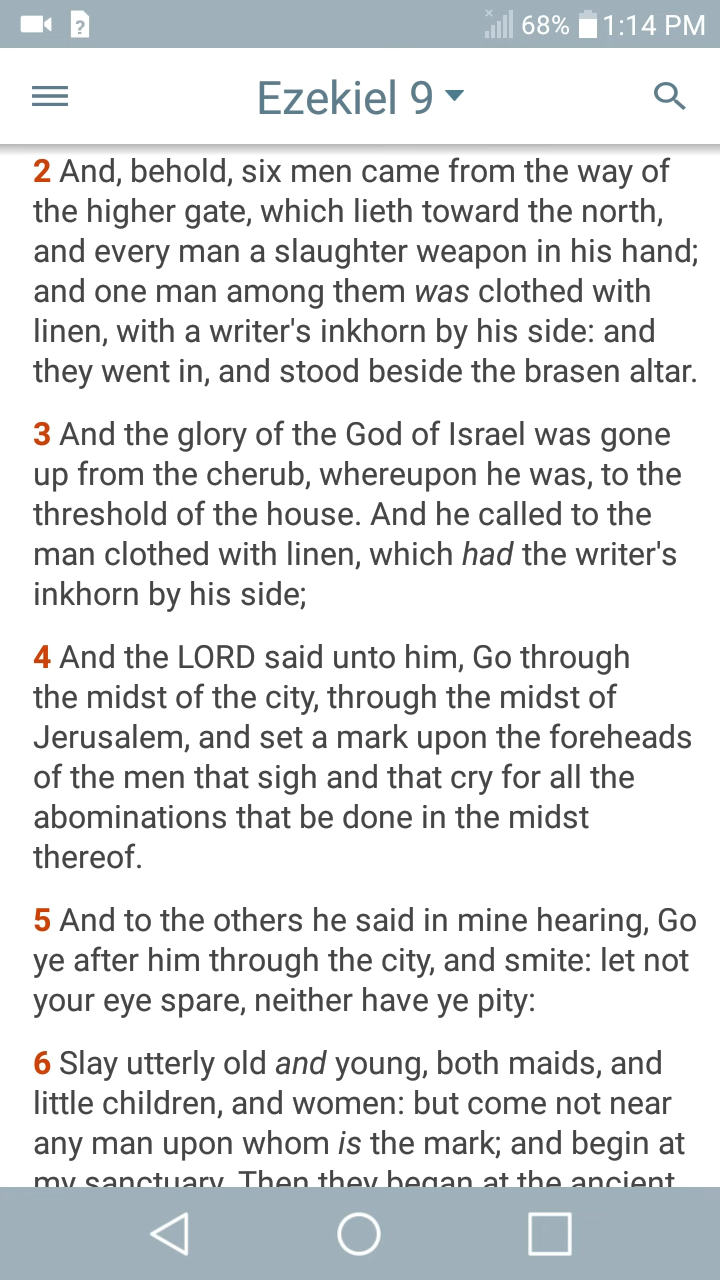 68% 1:14 PM
Ezekiel 9
2 And, behold, six men came from the way of
the higher gate, which lieth toward the north,
and every man a slaughter weapon in his hand;
and one man among them was clothed with
linen, with a writer's inkhorn by his side: and
they went in, and stood beside the brasen altar.
3 And the glory of the God of Israel was gone
up from the cherub, whereupon he was, to the
threshold of the house. And he called to the
man clothed with linen, which had the writer's
inkhorn by his side;
4 And the LORD said unto him, Go through
the midst of the city, through the midst of
Jerusalem, and set a mark upon the foreheads
of the men that sigh and that cry for all the
abominations that be done in the midst
thereof.
5 And to the others he said in mine hearing, Go
ye after him through the city, and smite: let not
your eye spare, neither have ye pity:
6 Slay utterly old and young, both maids, and
little children, and women: but come not near
any man upon whom is the mark; and begin at
my sanctuary. Then they began at the ancient